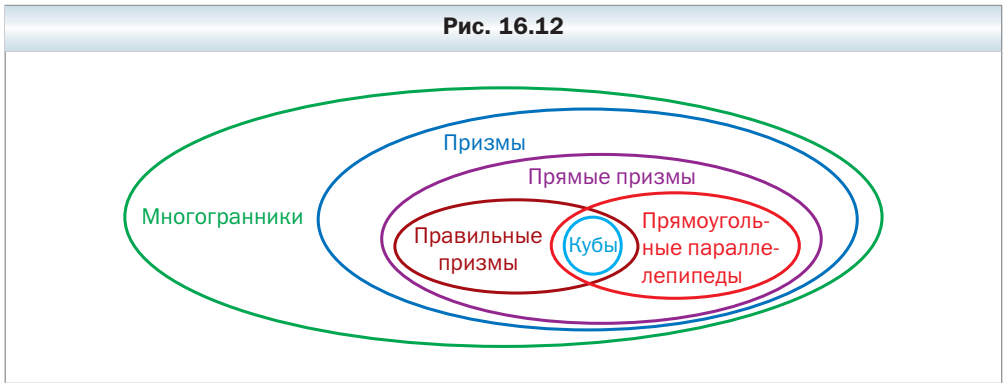 Рис. 16.12
Призмы
Прямые призмы
Многогранники
Правильные
призмы
Кубы
Прямоуголь-
ные паралле-
лепипеды